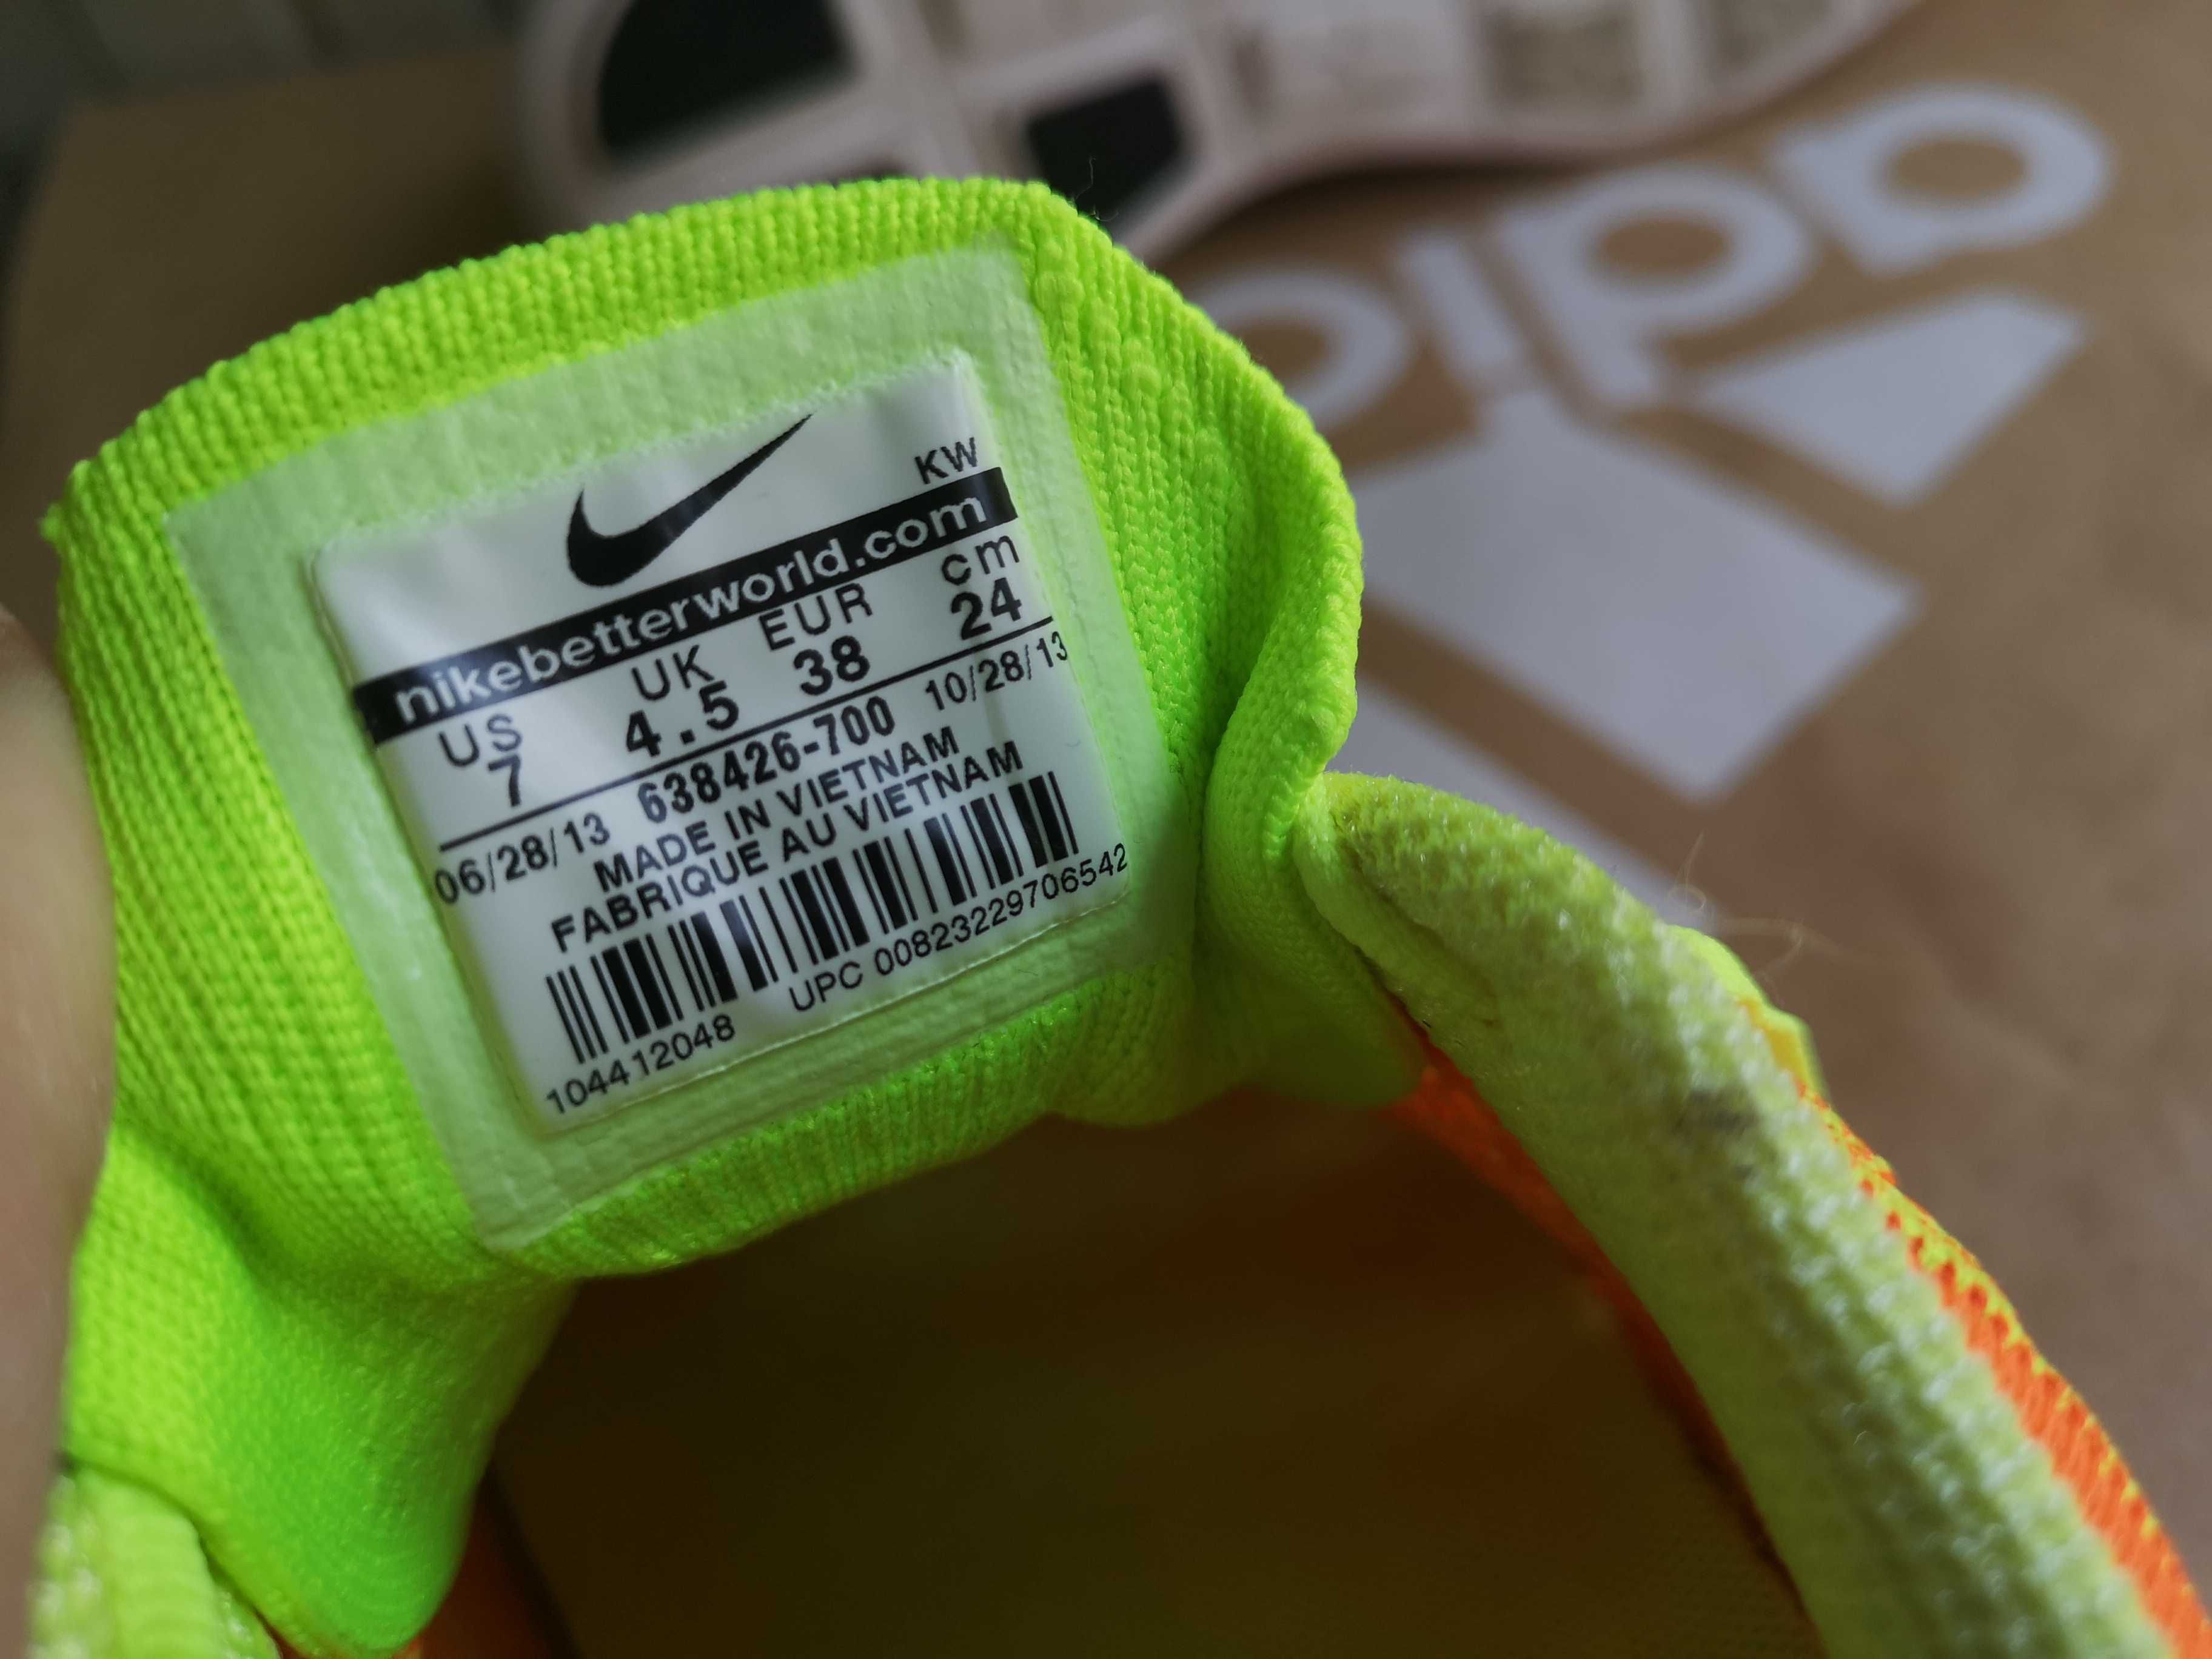 KW
nikebetterworld.com
US UK EUR cm
7 4.5 38 24
06/28/13 638426-700 10/28/13
MADE IN VIETNAM
FABRIQUE AU VIETNAM
UPC 00823229706542
104412048
adidas